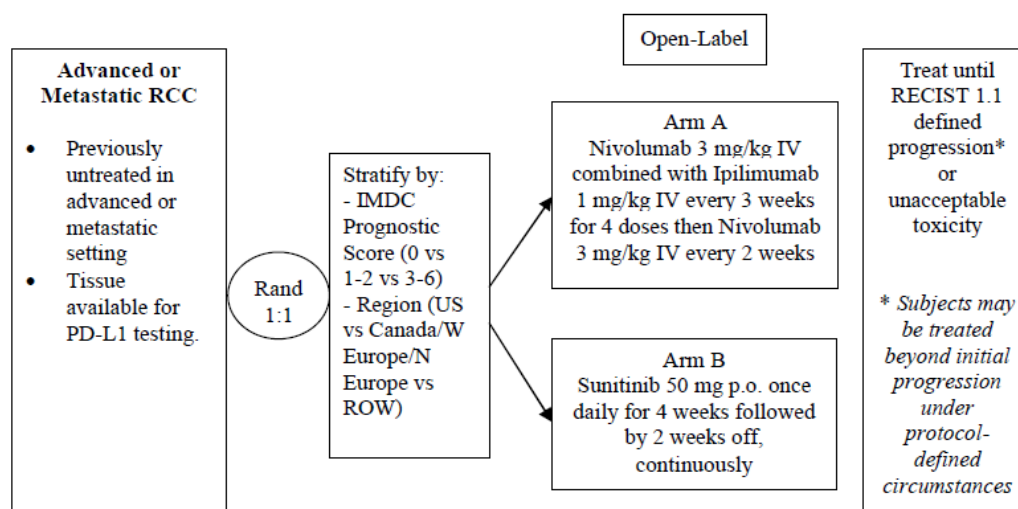 Advanced or
Metastatic RCC
• Previously
untreated in
advanced or
metastatic
setting
• Tissue
available for
PD-L1 testing.
Rand
1:1
Stratify by:
- IMDC
Prognostic
Score (0 vs
1-2 vs 3-6)
- Region (US
vs Canada/W
Europe/N
Europe vs
ROW)
Open-Label
Arm A
Nivolumab 3 mg/kg IV
combined with Ipilimumab
1 mg/kg IV every 3 weeks
for 4 doses then Nivolumab
3 mg/kg IV every 2 weeks
Arm B
Sunitinib 50 mg p.o. once
daily for 4 weeks followed
by 2 weeks off,
continuously
Treat until
RECIST 1.1
defined
progression*
or
unacceptable
toxicity
* Subjects may
be treated
beyond initial
progression
under
protocol-
defined
circumstances